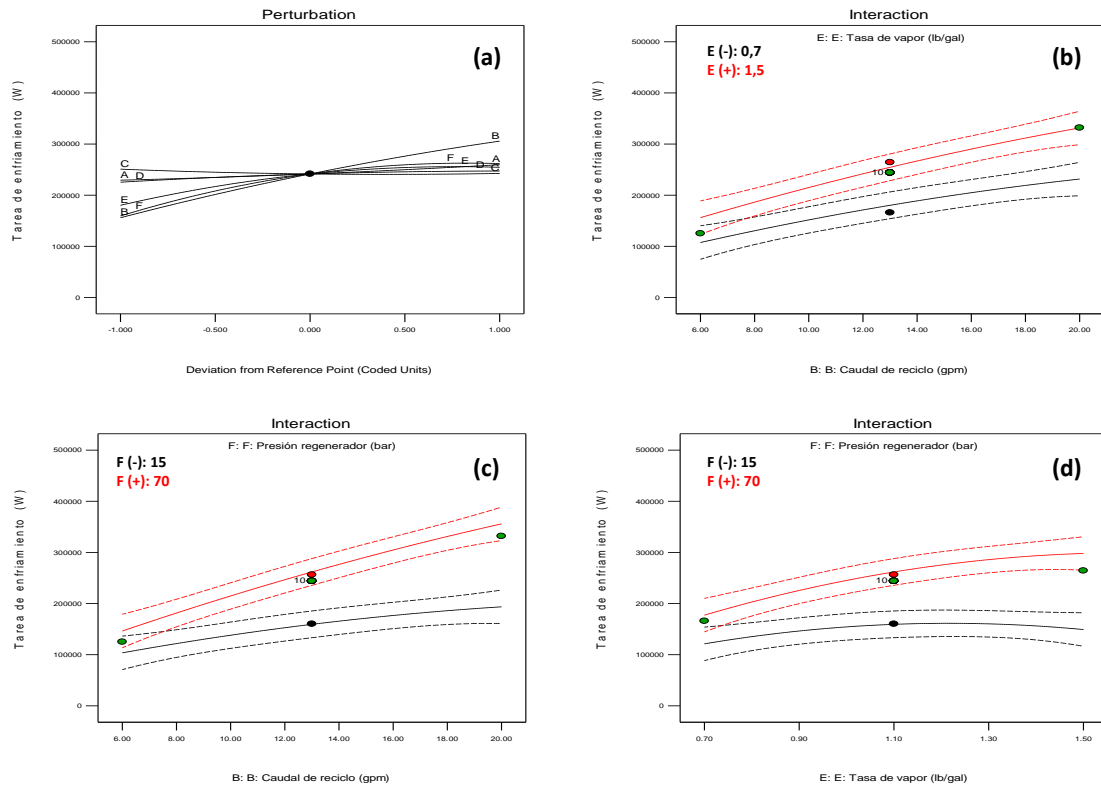 Perturbation
(a)
Tarea de enfriamiento (W)
500000
400000
300000
200000
100000
0
C
A D
E
F
B
B
F E D A
C
-1.000 -0.500 0.000 0.500 1.000
Deviation from Reference Point (Coded Units)
Interaction
E: E: Tasa de vapor (lb/gal)
E (-): 0,7
E (+): 1,5
(b)
Tarea de enfriamiento (W)
500000
400000
300000
200000
100000
0
10
6.00 8.00 10.00 12.00 14.00 16.00 18.00 20.00
B: B: Caudal de reciclo (gpm)
Interaction
F: F: Presión regenerador (bar)
F (-): 15
F (+): 70
(c)
Tarea de enfriamiento (W)
500000
400000
300000
200000
100000
0
10
6.00 8.00 10.00 12.00 14.00 16.00 18.00 20.00
B: B: Caudal de reciclo (gpm)
Interaction
F: F: Presión regenerador (bar)
F (-): 15
F (+): 70
(d)
Tarea de enfriamiento (W)
500000
400000
300000
200000
100000
0
10
0.70 0.90 1.10 1.30 1.50
E: E: Tasa de vapor (lb/gal)